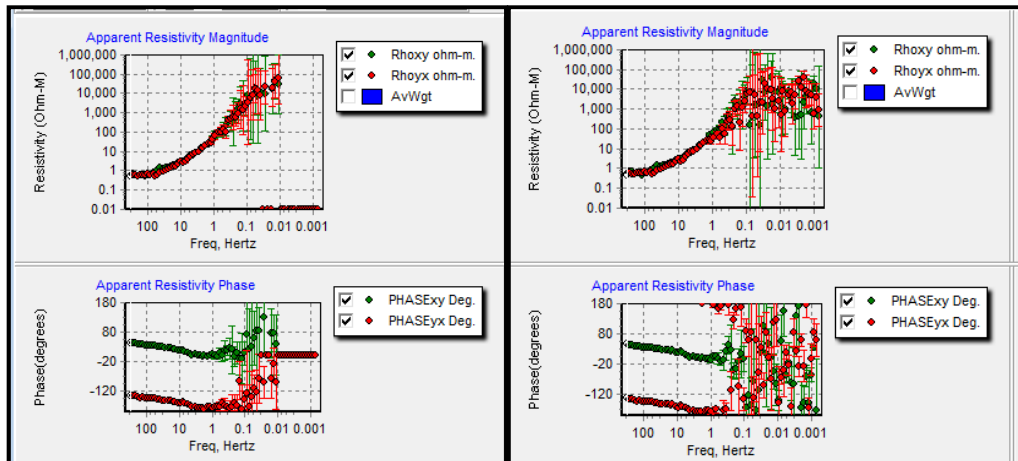 Apparent Resistivity Magnitude
Resistivity (Ohm-M)
1,000,000
100,000
10,000
1,000
100
10
1
0.1
0.01
100 10 1 0.1 0.01 0.001
Freq, Hertz
Rhoxy ohm-m.
Rhoyx ohm-m.
AvWgt
Apparent Resistivity Phase
Phase(degrees)
180
80
-20
-120
100 10 1 0.1 0.01 0.001
Freq, Hertz
PHASExy Deg.
PHASEyx Deg.
Apparent Resistivity Magnitude
Resistivity (Ohm-M)
1,000,000
100,000
10,000
1,000
100
10
1
0.1
0.01
100 10 1 0.1 0.01 0.001
Freq, Hertz
Rhoxy ohm-m.
Rhoyx ohm-m.
AvWgt
Apparent Resistivity Phase
Phase(degrees)
180
80
-20
-120
100 10 1 0.1 0.01 0.001
Freq, Hertz
PHASExy Deg.
PHASEyx Deg.